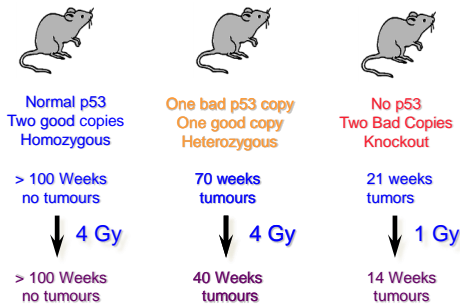 Normal p53
Two good copies
Homozygous
> 100 Weeks
no tumours
4 Gy
> 100 Weeks
no tumours
One bad p53 copy
One good copy
Heterozygous
70 weeks
tumours
4 Gy
40 Weeks
tumours
No p53
Two Bad Copies
Knockout
21 weeks
tumors
1 Gy
14 Weeks
tumours